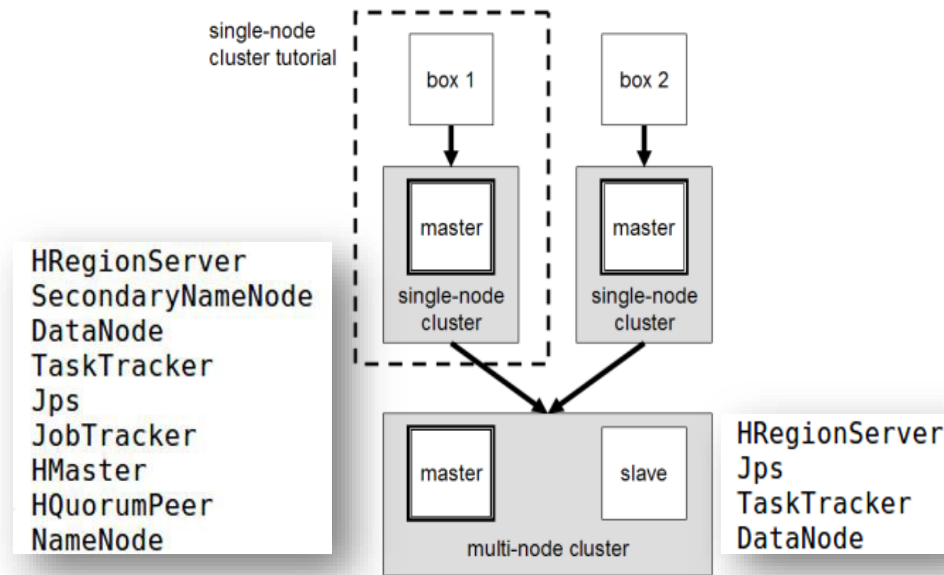 single-node
cluster tutorial
box 1
box 2
master
master
single-node
cluster
single-node
cluster
HRegionServer
SecondaryNameNode
DataNode
TaskTracker
Jps
JobTracker
HMaster
HQuorumPeer
NameNode
master
slave
multi-node cluster
HRegionServer
Jps
TaskTracker
DataNode